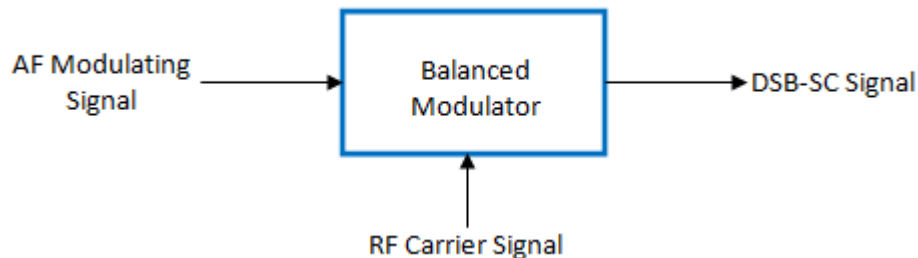 AF Modulating
Signal
Balanced
Modulator
DSB-SC Signal
RF Carrier Signal